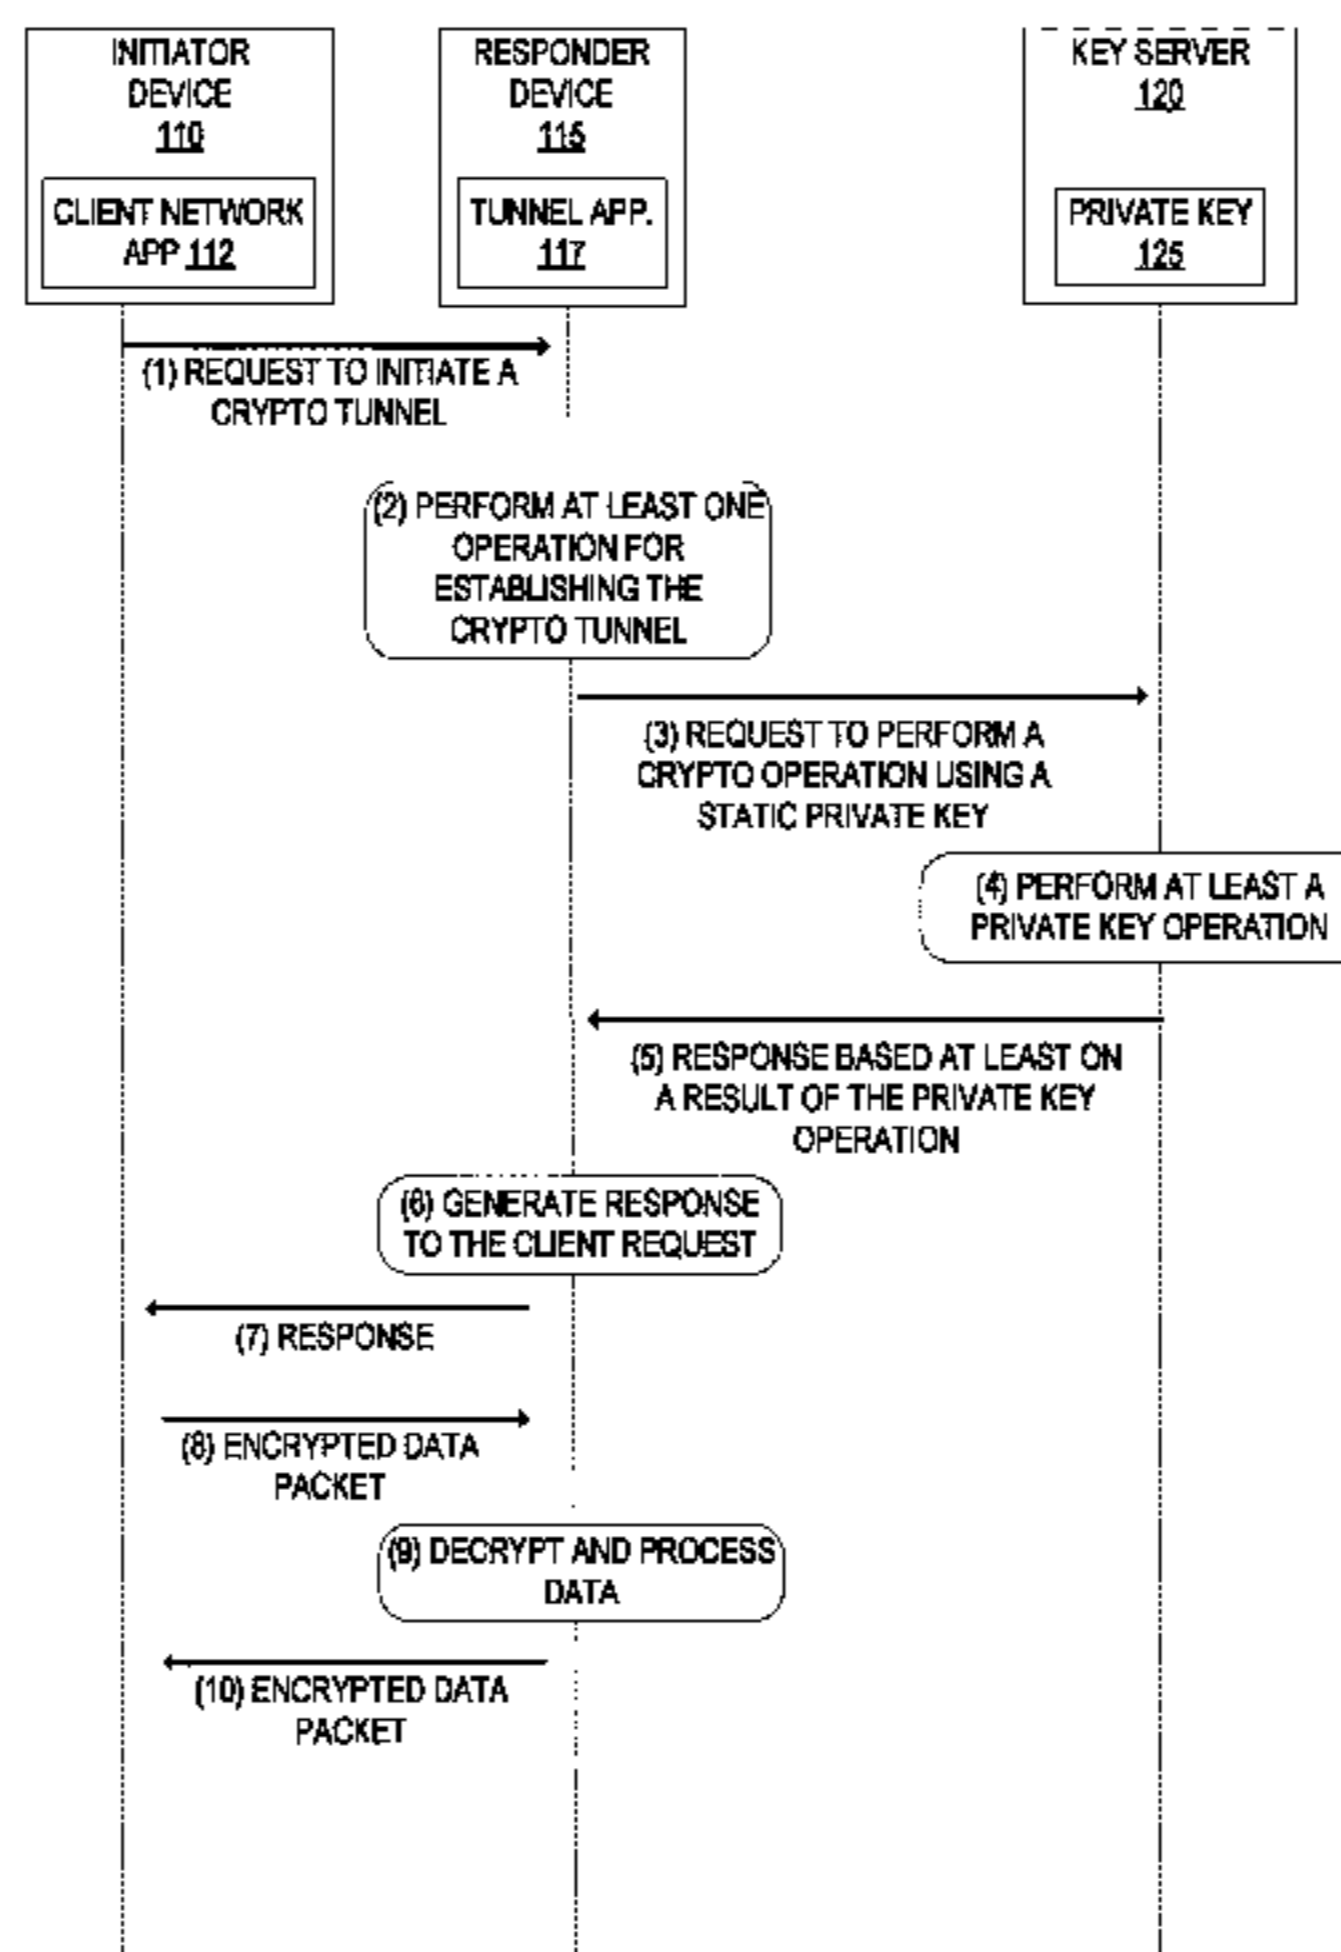 INITIATOR
DEVICE
110
CLIENT NETWORK
APP 112
RESPONDER
DEVICE
115
TUNNEL APP.
117
KEY SERVER
120
PRIVATE KEY
125
(1) REQUEST TO INITIATE A
CRYPTO TUNNEL
(2) PERFORM AT LEAST ONE
OPERATION FOR
ESTABLISHING THE
CRYPTO TUNNEL
(3) REQUEST TO PERFORM A
CRYPTO OPERATION USING A
STATIC PRIVATE KEY
(4) PERFORM AT LEAST A
PRIVATE KEY OPERATION
(5) RESPONSE BASED AT LEAST ON
A RESULT OF THE PRIVATE KEY
OPERATION
(6) GENERATE RESPONSE
TO THE CLIENT REQUEST
(7) RESPONSE
(8) ENCRYPTED DATA
PACKET
(9) DECRYPT AND PROCESS
DATA
(10) ENCRYPTED DATA
PACKET